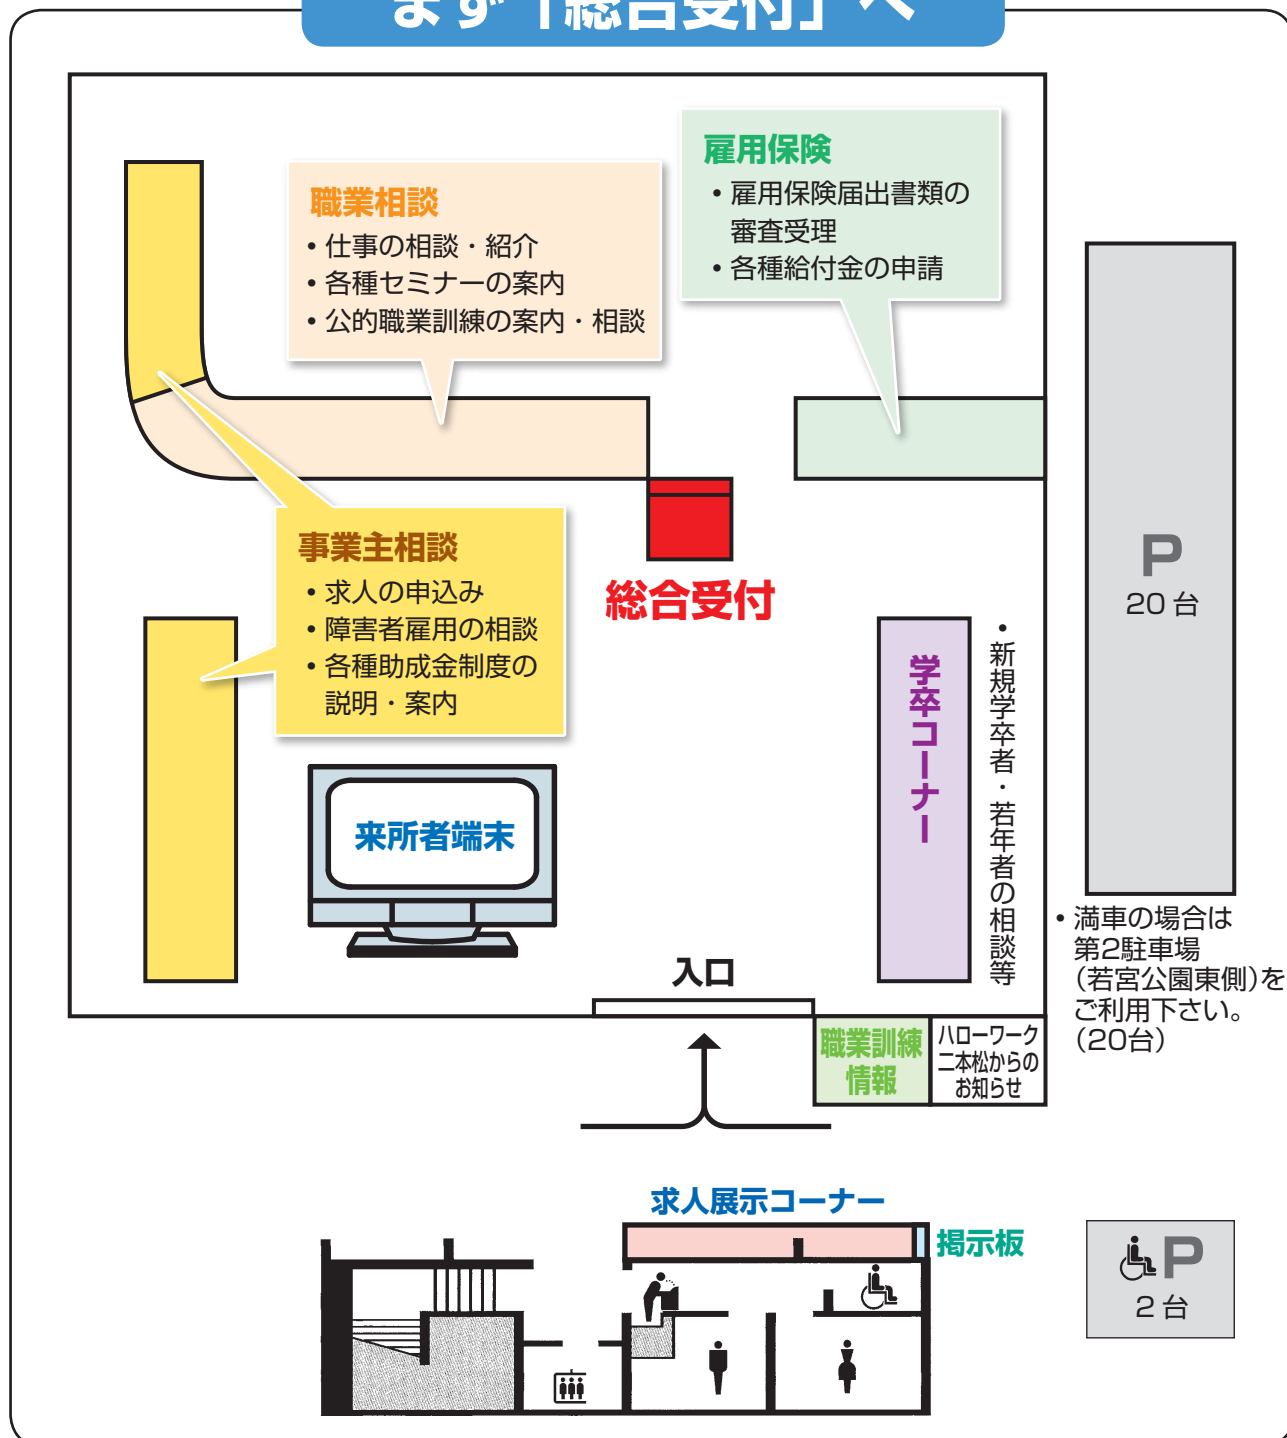 まず「総合受付」へ
雇用保険
・雇用保険届出書類の
審査受理
・各種給付金の申請
職業相談
・仕事の相談・紹介
・各種セミナーの案内
・公的職業訓練の案内・相談
事業主相談
・求人の申込み
・障害者雇用の相談
・各種助成金制度の
説明・案内
総合受付
P
20台
学卒コーナー
・新規学卒者・若年者の相談等
来所者端末
・満車の場合は
第2駐車場
(若宮公園東側)を
ご利用下さい。
(20台)
入口
職業訓練
情報
ハローワーク
二本松からの
お知らせ
求人展示コーナー
掲示板
P
2台